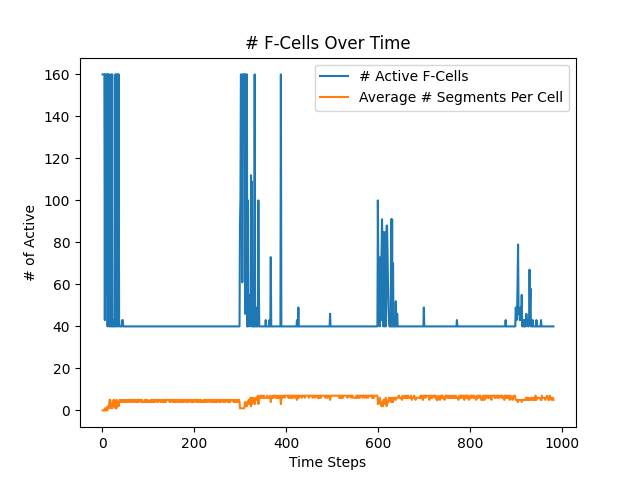 # F-Cells Over Time
# Active F-Cells
Average # Segments Per Cell
# of Active
160
140
120
100
80
60
40
20
0
0 200 400 600 800 1000
Time Steps